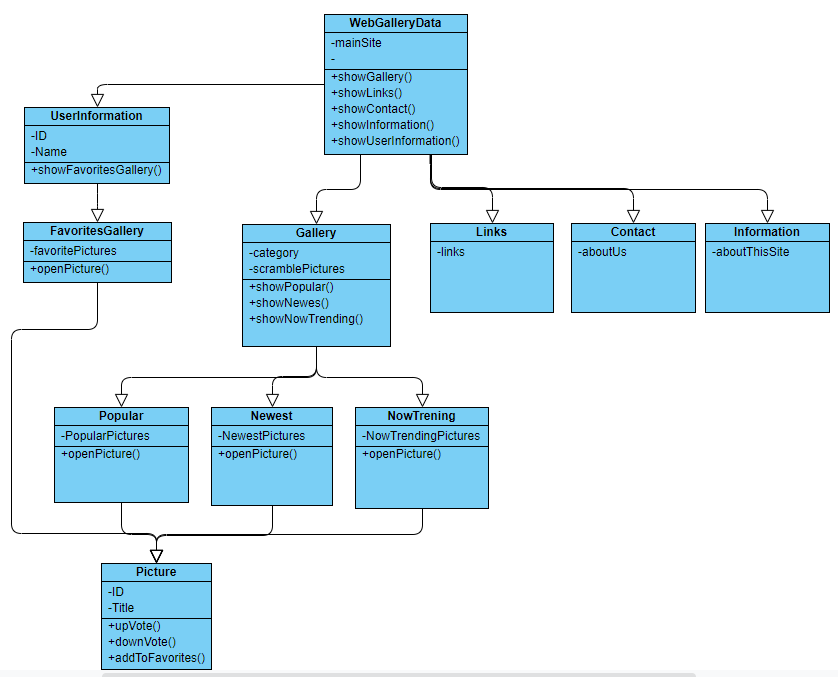 WebGalleryData
-mainSite
-
+showGallery()
+showLinks()
+showContact()
+showInformation()
+showUserInformation()
UserInformation
-ID
-Name
+showFavoritesGallery()
FavoritesGallery
-favoritePictures
+openPicture()
Gallery
-category
-scramblePictures
+showPopular()
+showNewes()
+showNowTrending()
Links
-links
Contact
-aboutUs
Information
-aboutThisSite
Popular
-PopularPictures
+openPicture()
Newest
-NewestPictures
+openPicture()
NowTrening
-NowTrendingPictures
+openPicture()
Picture
-ID
-Title
+upVote()
+downVote()
+addToFavorites()